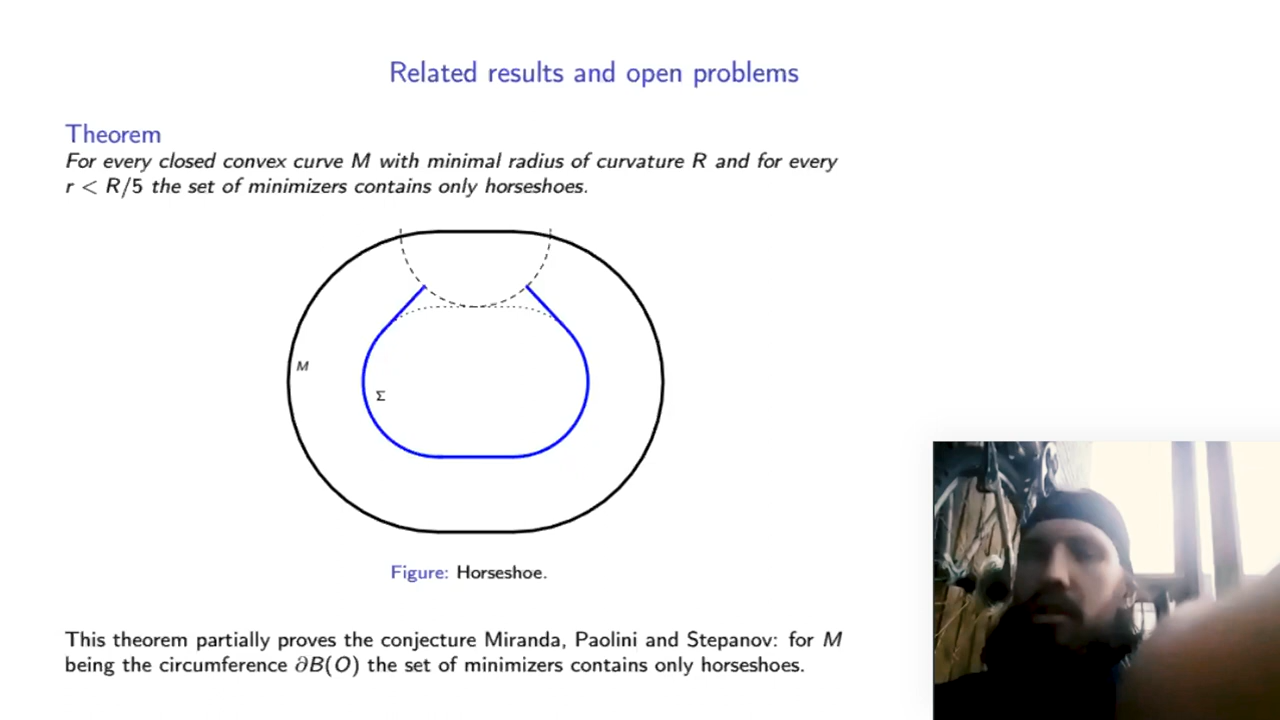 Related results and open problems
Theorem
For every closed convex curve M with minimal radius of curvature R and for every
r < R/5 the set of minimizers contains only horseshoes.
M
Σ
Figure: Horseshoe.
This theorem partially proves the conjecture Miranda, Paolini and Stepanov: for M
being the circumference ∂B(O) the set of minimizers contains only horseshoes.